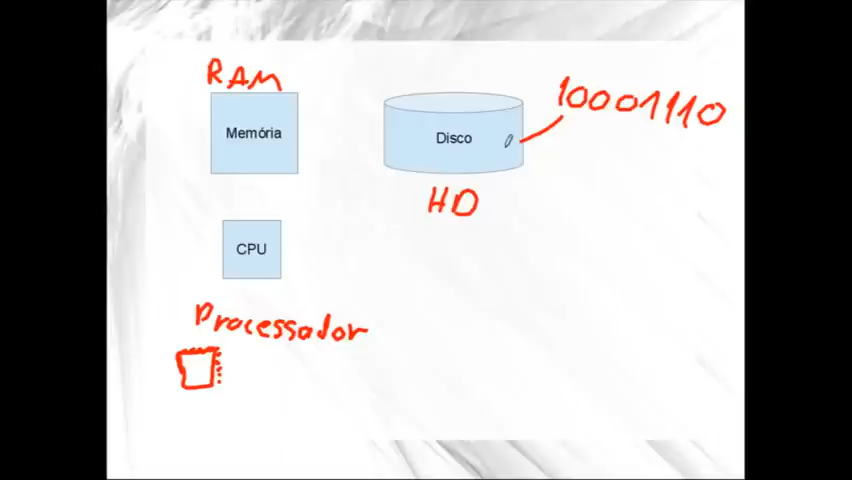 RAM
Memória
Disco
10001110
HD
CPU
Processador